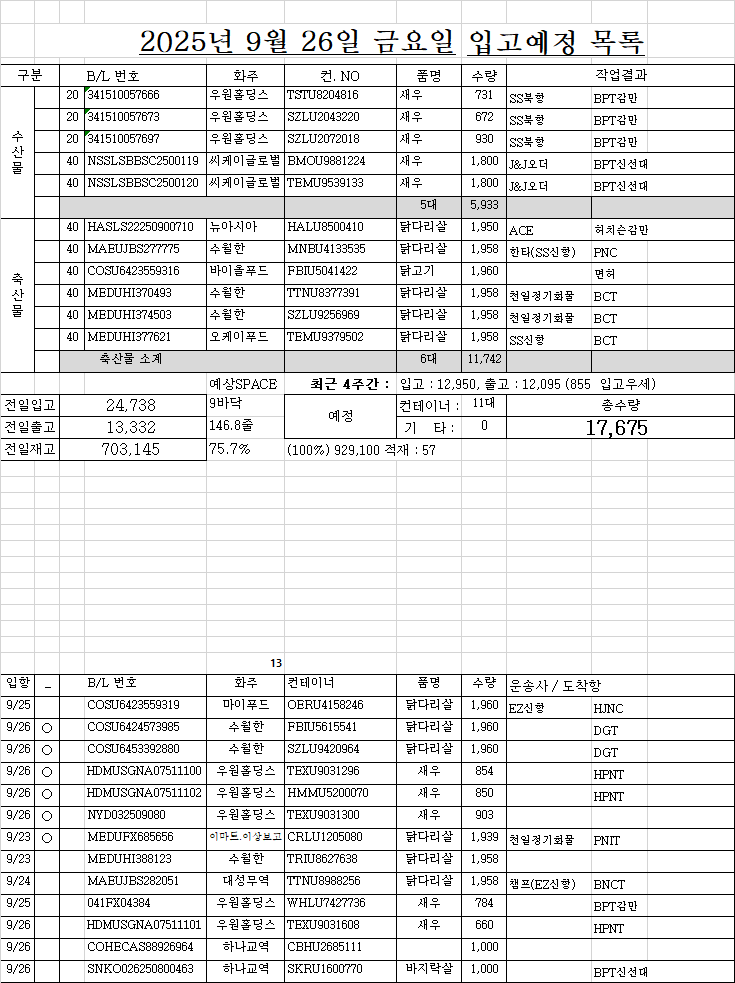 2025년 9월 26일 금요일 입고예정 목록
구분 B/L 번호 화주 컨. NO 품명 수량 작업결과
수산물
20 341510057666 우원홀딩스 TSTU8204816 새우 731 SS북항 BPT감만
20 341510057673 우원홀딩스 SZLU2043220 새우 672 SS북항 BPT감만
20 341510057697 우원홀딩스 SZLU2072018 새우 930 SS북항 BPT감만
40 NSSLSBBSC2500119 씨케이글로벌 BMOU9881224 새우 1,800 J&J오더 BPT신선대
40 NSSLSBBSC2500120 씨케이글로벌 TEMU9539133 새우 1,800 J&J오더 BPT신선대
5대 5,933
축산물
40 HASLS22250900710 뉴아시아 HALU8500410 닭다리살 1,950 ACE 허치슨감만
40 MAEUJBS277775 수월한 MNBU4133535 닭다리살 1,958 한타(SS신항) PNC
40 COSU6423559316 바이올푸드 FBIU5041422 닭고기 1,960 면허
40 MEDUHI370493 수월한 TTNU8377391 닭다리살 1,958 천일정기화물 BCT
40 MEDUHI374503 수월한 SZLU9256969 닭다리살 1,958 천일정기화물 BCT
40 MEDUHI377621 오케이푸드 TEMU9379502 닭다리살 1,958 SS신항 BCT
축산물 소계 6대 11,742
예상SPACE 최근 4주간 : 입고 : 12,950, 출고 : 12,095 (855 입고우세)
전일입고 24,738 9바닥 예정 컨테이너 : 11대 총수량
전일출고 13,332 146.8줄 기 타 : 0 17,675
전일재고 703,145 75.7% (100%) 929,100 적재 : 57
13
입항 _ B/L 번호 화주 컨테이너 품명 수량 운송사 / 도착항
9/25 COSU6423559319 마이푸드 OERU4158246 닭다리살 1,960 EZ신항 HJNC
9/26 ○ COSU6424573985 수월한 FBIU5615541 닭다리살 1,960 DGT
9/26 ○ COSU6453392880 수월한 SZLU9420964 닭다리살 1,960 DGT
9/26 ○ HDMUSGNA07511100 우원홀딩스 TEXU9031296 새우 854 HPNT
9/26 ○ HDMUSGNA07511102 우원홀딩스 HMMU5200070 새우 850 HPNT
9/26 ○ NYD032509080 우원홀딩스 TEXU9031300 새우 903
9/23 ○ MEDUFX685656 이마트.이상보고 CRLU1205080 닭다리살 1,939 천일정기화물 PNIT
9/23 MEDUHI388123 수월한 TRIU8627638 닭다리살 1,958
9/24 MAEUJBS282051 대성무역 TTNU8988256 닭다리살 1,958 챔프(EZ신항) BNCT
9/25 041FX04384 우원홀딩스 WHLU7427736 새우 784 BPT감만
9/26 HDMUSGNA07511101 우원홀딩스 TEXU9031608 새우 660 HPNT
9/26 COHECAS88926964 하나교역 CBHU2685111 1,000
9/26 SNKO026250800463 하나교역 SKRU1600770 바지락살 1,000 BPT신선대